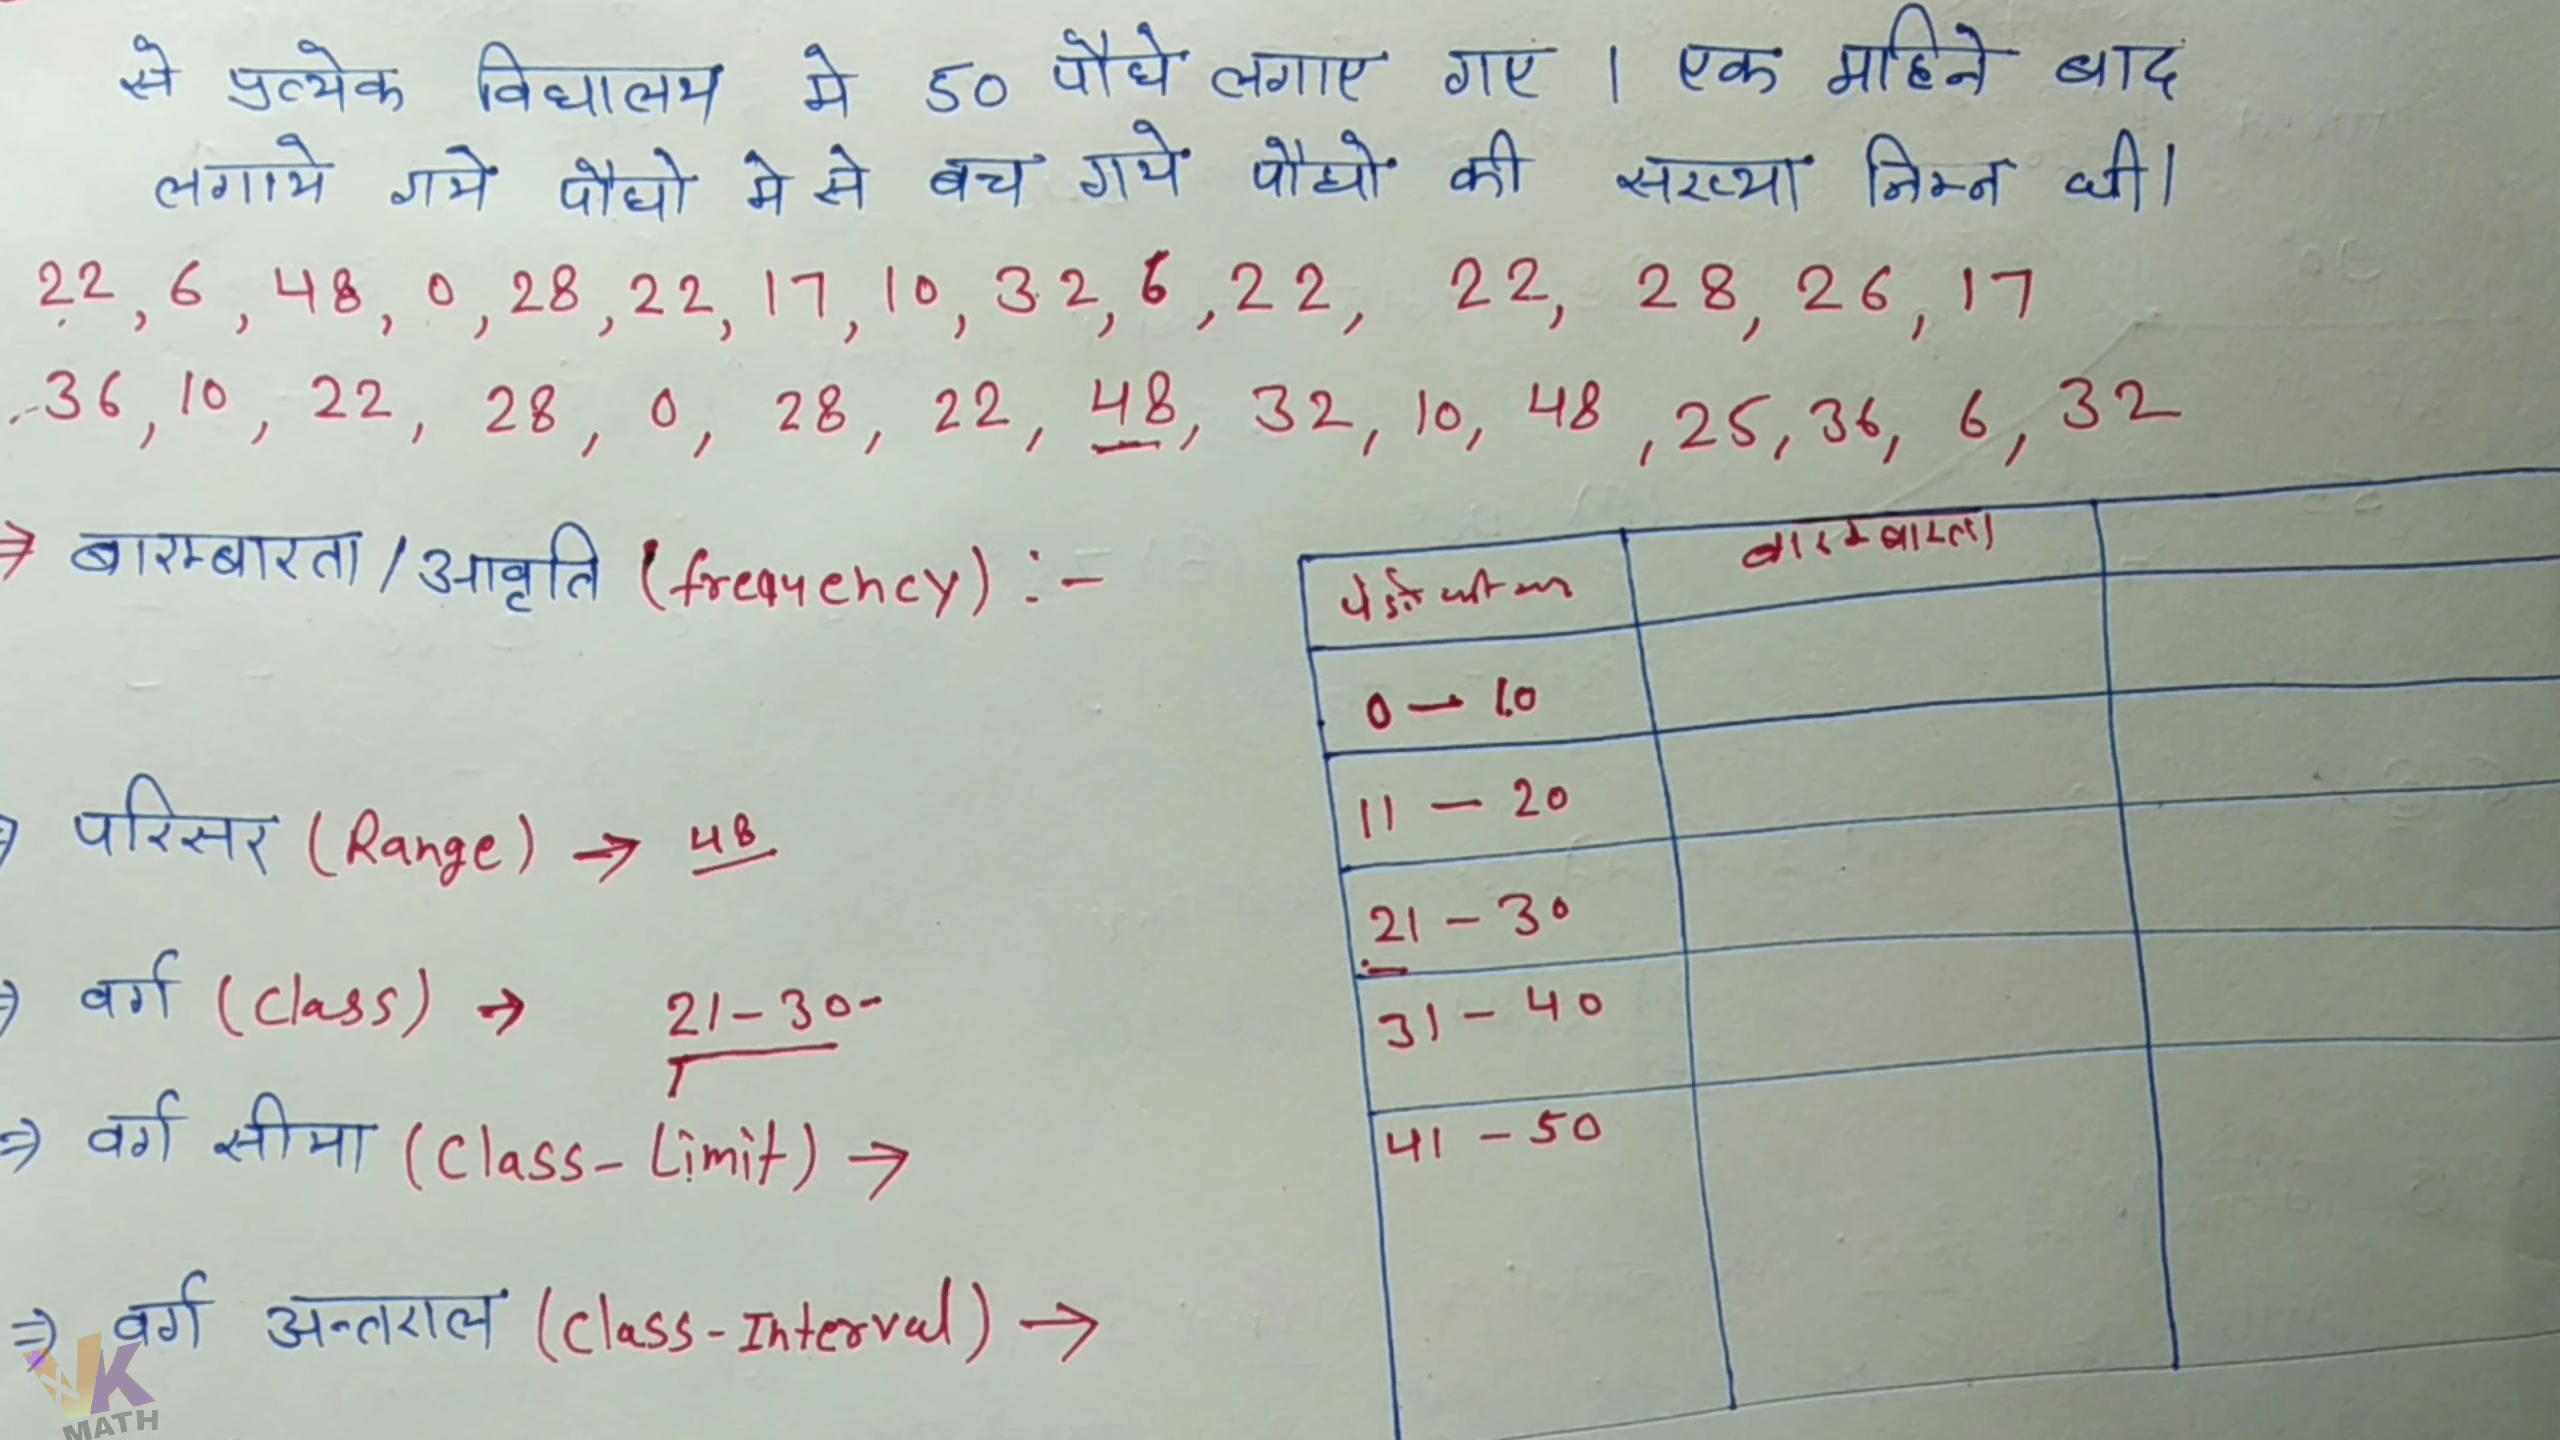 से प्रत्येक विद्यालय मे 50 पौधे लगाए गए । एक महिने बाद
लगाये गये पौधो मे से बच गये पौधो की सख्या निम्न थी।
22, 6, 48, 0, 28, 22, 17, 10, 32, 6, 22, 22, 28, 26, 17
36, 10, 22, 28, 0, 28, 22, 48, 32, 10, 48, 25, 36, 6, 32
⇒ बारम्बारता / आवृति (frequency) :-
⇒ परिसर (Range) → 48
⇒ वर्ग (Class) → 21-30-
⇒ वर्ग सीमा (Class-Limit) →
⇒ वर्ग अन्तराल (Class-Interval) →
बारम्बारता
0 - 10
11 - 20
21 - 30
31 - 40
41 - 50
VK
MATH